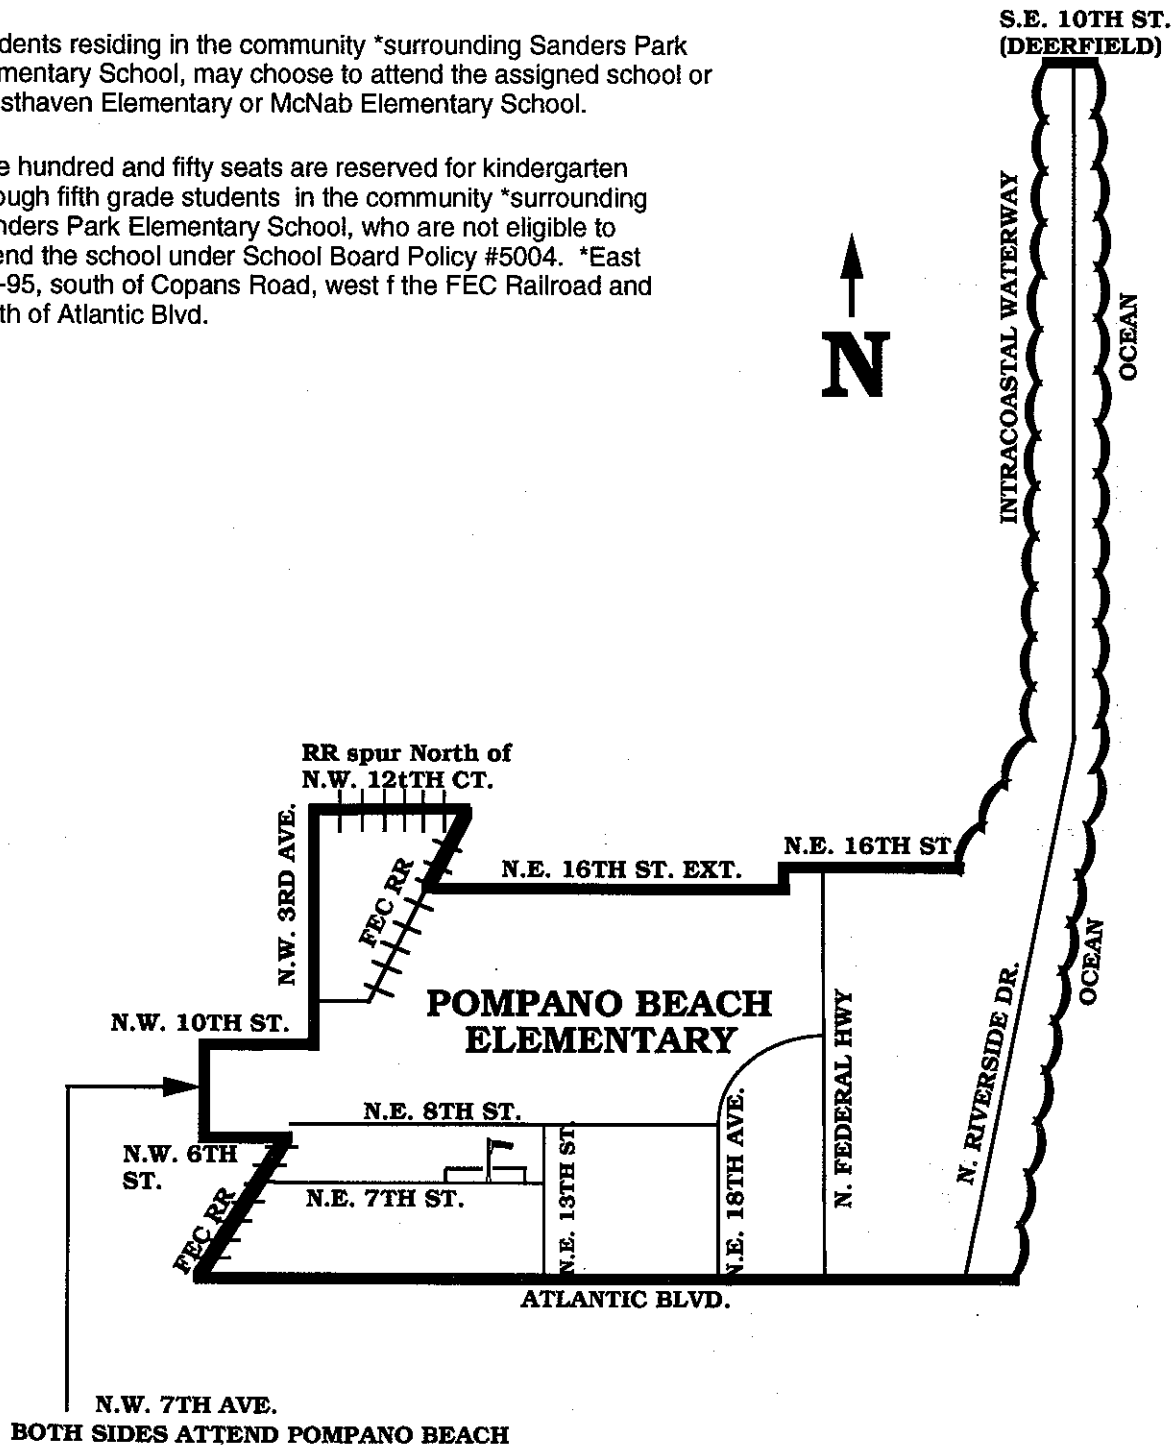 S.E. 10TH ST.
(DEERFIELD)
dents residing in the community *surrounding Sanders Park
mentary School, may choose to attend the assigned school or
sthaven Elementary or McNab Elementary School.
e hundred and fifty seats are reserved for kindergarten
ough fifth grade students in the community *surrounding
nders Park Elementary School, who are not eligible to
end the school under School Board Policy #5004. *East
-95, south of Copans Road, west f the FEC Railroad and
th of Atlantic Blvd.
INTRACOASTAL WATERWAY
OCEAN
N
RR spur North of
N.W. 12tTH CT.
N.W. 3RD AVE.
FEC RR
N.E. 16TH ST. EXT.
N.E. 16TH ST.
OCEAN
N.W. 10TH ST.
POMPANO BEACH
ELEMENTARY
N. FEDERAL HWY
N. RIVERSIDE DR.
N.E. 8TH ST.
N.E. 13TH ST.
N.E. 18TH AVE.
N.W. 6TH
ST.
N.E. 7TH ST.
FEC RR
ATLANTIC BLVD.
N.W. 7TH AVE.
BOTH SIDES ATTEND POMPANO BEACH